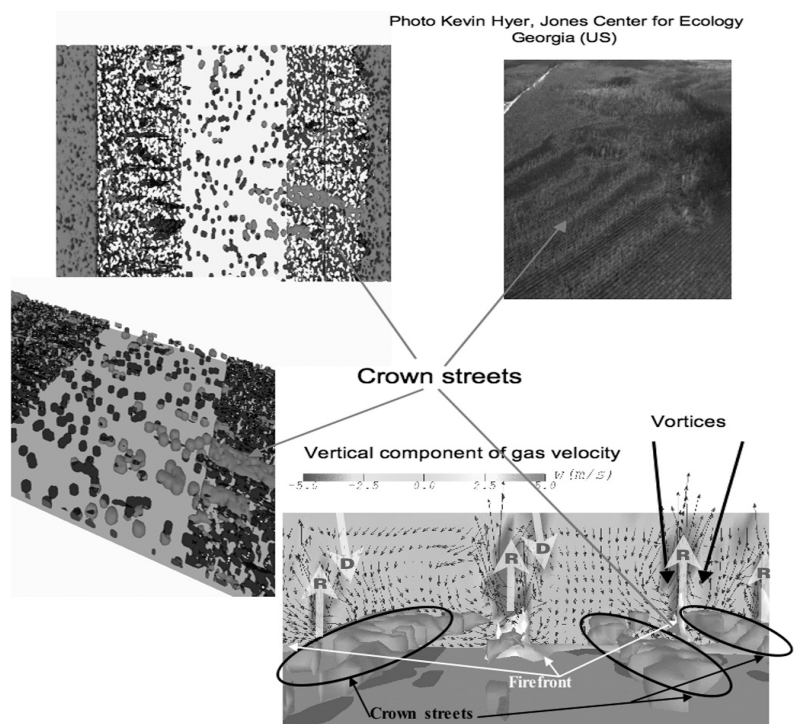 Photo Kevin Hyer, Jones Center for Ecology
Georgia (US)
Crown streets
Vortices
Vertical component of gas velocity
-5.0 -2.5 0.0 2.5 5.0 w(m/s)
R D R D R R
Firefront
Crown streets